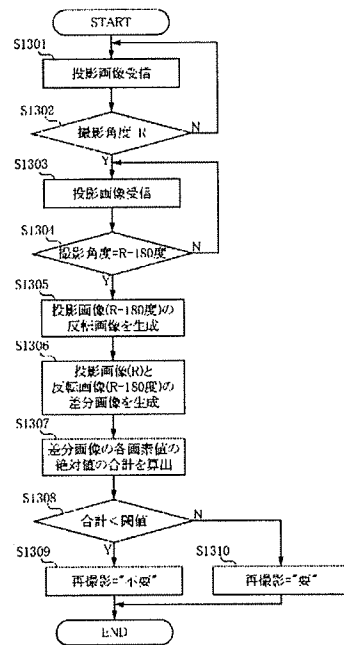 START
S1301
投影画像受信
S1302
撮影角度 R
N
Y
S1303
投影画像受信
S1304
撮影角度=R-180度
N
Y
S1305
投影画像(R-180度)の
反転画像を生成
S1306
投影画像(R)と
反転画像(R-180度)の
差分画像を生成
S1307
差分画像の各画素値の
絶対値の合計を算出
S1308
合計<閾値
N
Y
S1309
再撮影="不要"
S1310
再撮影="要"
END